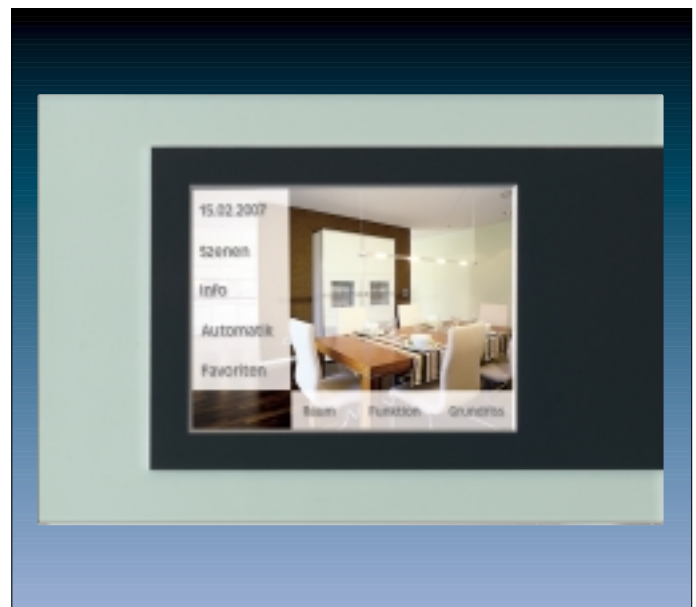 15.02.2007
Szenen
Info
Automatik
Favoriten
Raum Funktion Grundriss